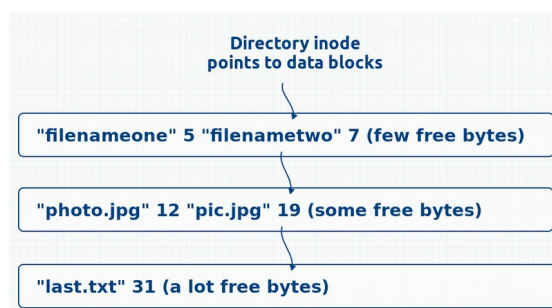 Directory inode
points to data blocks
"filenameone" 5 "filenametwo" 7 (few free bytes)
"photo.jpg" 12 "pic.jpg" 19 (some free bytes)
"last.txt" 31 (a lot free bytes)